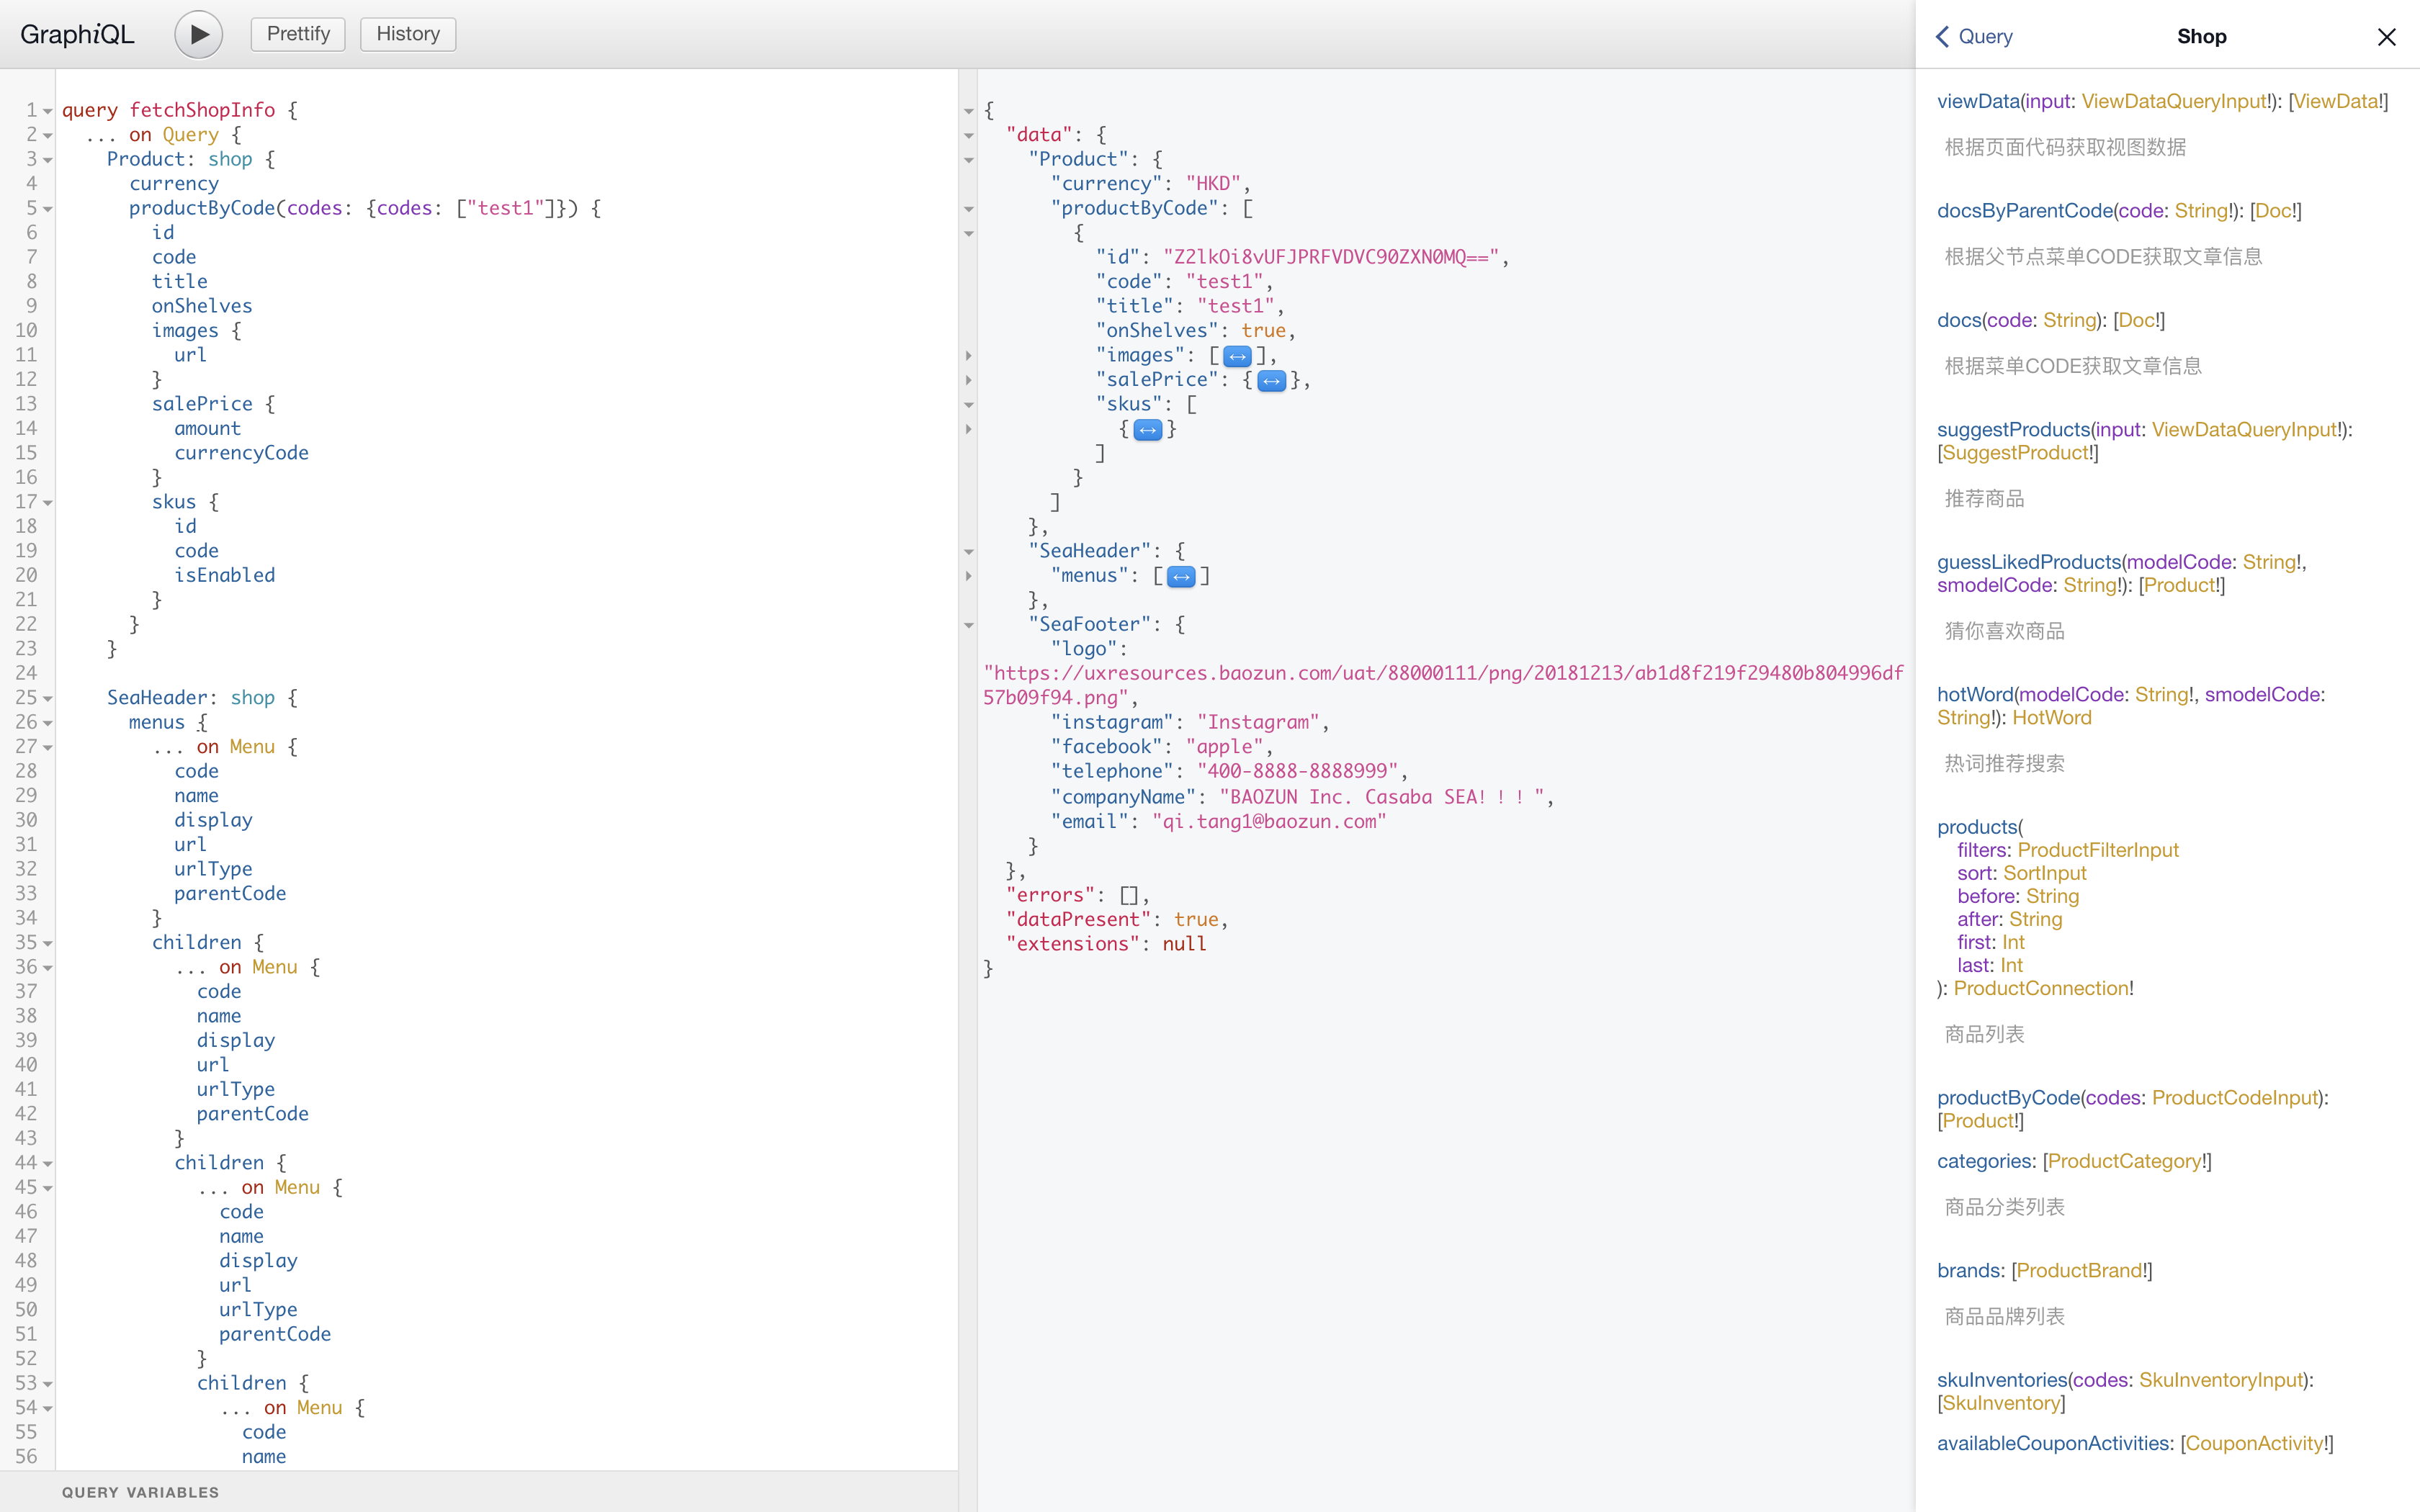 GraphiQL
Prettify
History
1 query fetchShopInfo {
2 ... on Query {
3 Product: shop {
4 currency
5 productByCode(codes: {codes: ["test1"]}) {
6 id
7 code
8 title
9 onShelves
10 images {
11 url
12 }
13 salePrice {
14 amount
15 currencyCode
16 }
17 skus {
18 id
19 code
20 isEnabled
21 }
22 }
23 }
24
25 SeaHeader: shop {
26 menus {
27 ... on Menu {
28 code
29 name
30 display
31 url
32 urlType
33 parentCode
34 }
35 children {
36 ... on Menu {
37 code
38 name
39 display
40 url
41 urlType
42 parentCode
43 }
44 children {
45 ... on Menu {
46 code
47 name
48 display
49 url
50 urlType
51 parentCode
52 }
53 children {
54 ... on Menu {
55 code
56 name
QUERY VARIABLES
{
"data": {
"Product": {
"currency": "HKD",
"productByCode": [
{
"id": "Z2lkOi8vUFJPRFVDVC90ZXN0MQ==",
"code": "test1",
"title": "test1",
"onShelves": true,
"images": [↔],
"salePrice": {↔},
"skus": [
{↔}
]
}
]
},
"SeaHeader": {
"menus": [↔]
},
"SeaFooter": {
"logo":
"https://uxresources.baozun.com/uat/88000111/png/20181213/ab1d8f219f29480b804996df
57b09f94.png",
"instagram": "Instagram",
"facebook": "apple",
"telephone": "400-8888-8888999",
"companyName": "BAOZUN Inc. Casaba SEA！！！",
"email": "qi.tang1@baozun.com"
}
},
"errors": [],
"dataPresent": true,
"extensions": null
}
Query
Shop
viewData(input: ViewDataQueryInput!): [ViewData!]
根据页面代码获取视图数据
docsByParentCode(code: String!): [Doc!]
根据父节点菜单CODE获取文章信息
docs(code: String): [Doc!]
根据菜单CODE获取文章信息
suggestProducts(input: ViewDataQueryInput!):
[SuggestProduct!]
推荐商品
guessLikedProducts(modelCode: String!,
smodelCode: String!): [Product!]
猜你喜欢商品
hotWord(modelCode: String!, smodelCode:
String!): HotWord
热词推荐搜索
products(
filters: ProductFilterInput
sort: SortInput
before: String
after: String
first: Int
last: Int
): ProductConnection!
商品列表
productByCode(codes: ProductCodeInput):
[Product!]
categories: [ProductCategory!]
商品分类列表
brands: [ProductBrand!]
商品品牌列表
skuInventories(codes: SkuInventoryInput):
[SkuInventory]
availableCouponActivities: [CouponActivity!]